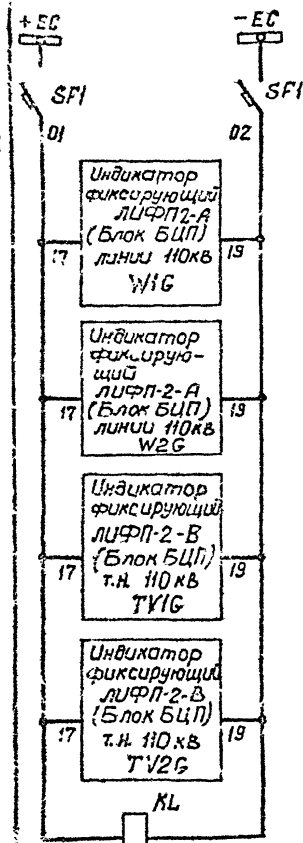 +EC
-EC
SF1
SF1
01
02
Индикатор
фиксирующий
ЛИФП2-А
(Блок БЦП)
линии 110кв
W1G
17
19
Индикатор
фиксирую-
щий
ЛИФП-2-А
(Блок БЦП)
линии 110кв
W2G
17
19
Индикатор
фиксирующий
ЛИФП-2-В
(Блок БЦП)
т.н. 110кв
TV1G
17
19
Индикатор
фиксирующий
ЛИФП-2-В
(Блок БЦП)
т.н. 110кв
TV2G
17
19
KL